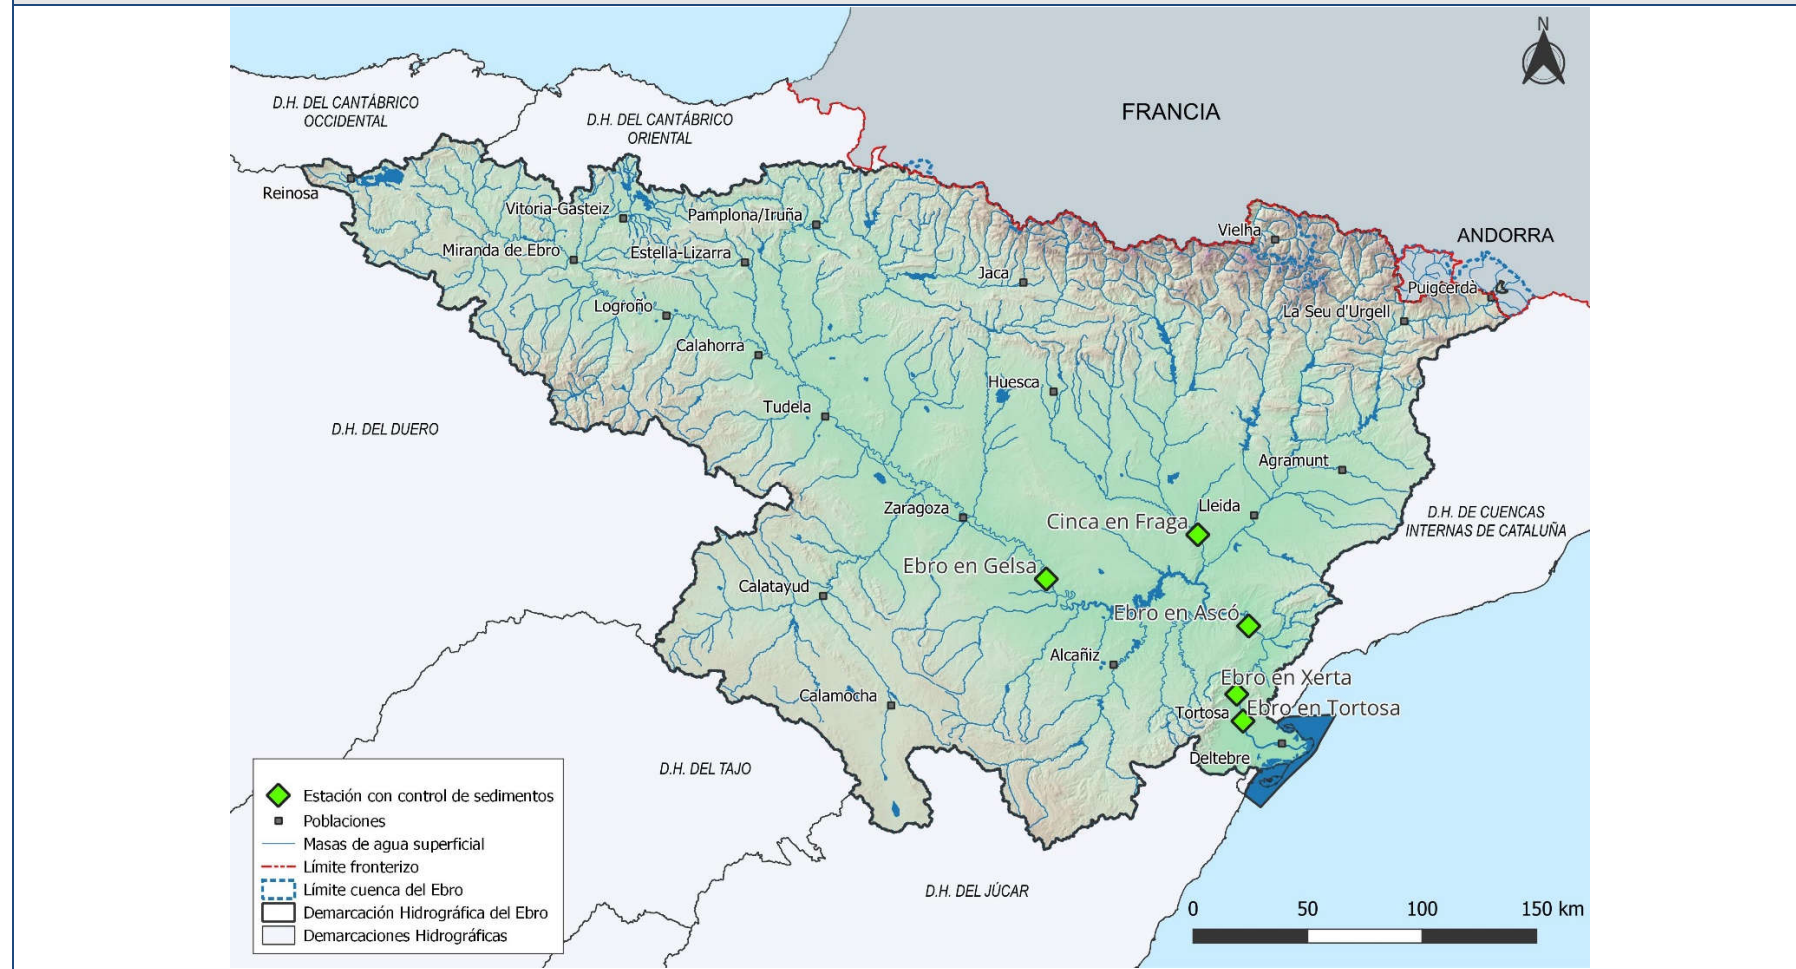 N
FRANCIA
D.H. DEL CANTÁBRICO
OCCIDENTAL
D.H. DEL CANTÁBRICO
ORIENTAL
Reinosa
Vitoria-Gasteiz
Pamplona/Iruña
Vielha
ANDORRA
Miranda de Ebro
Estella-Lizarra
Jaca
Puigcerdà
Logroño
La Seu d'Urgell
Calahorra
Huesca
Tudela
D.H. DEL DUERO
Agramunt
Zaragoza
Lleida
Cinca en Fraga
D.H. DE CUENCAS
INTERNAS DE CATALUÑA
Ebro en Gelsa
Calatayud
Ebro en Ascó
Alcañiz
Ebro en Xerta
Calamocha
Tortosa
Ebro en Tortosa
Deltebre
D.H. DEL TAJO
D.H. DEL JÚCAR
Estación con control de sedimentos
Poblaciones
Masas de agua superficial
Límite fronterizo
Límite cuenca del Ebro
Demarcación Hidrográfica del Ebro
Demarcaciones Hidrográficas
0 50 100 150 km